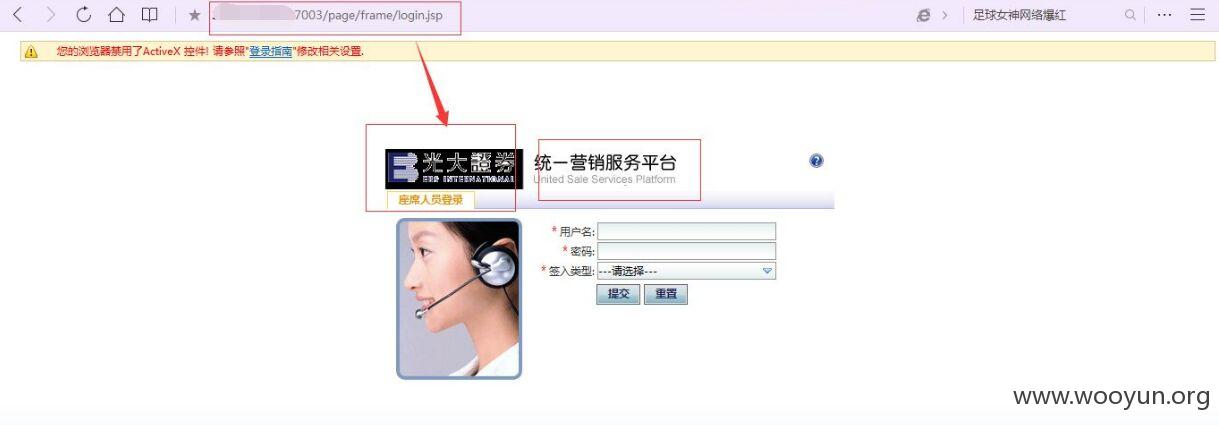 7003/page/frame/login.jsp
足球女神网络爆红
您的浏览器禁用了ActiveX 控件! 请参照"登录指南"修改相关设置.
光大證券
EBS INTERNATIONAL
统一营销服务平台
United Sale Services Platform
座席人员登录
* 用户名:
* 密码:
* 签入类型: ---请选择---
提交 重置
www.wooyun.org